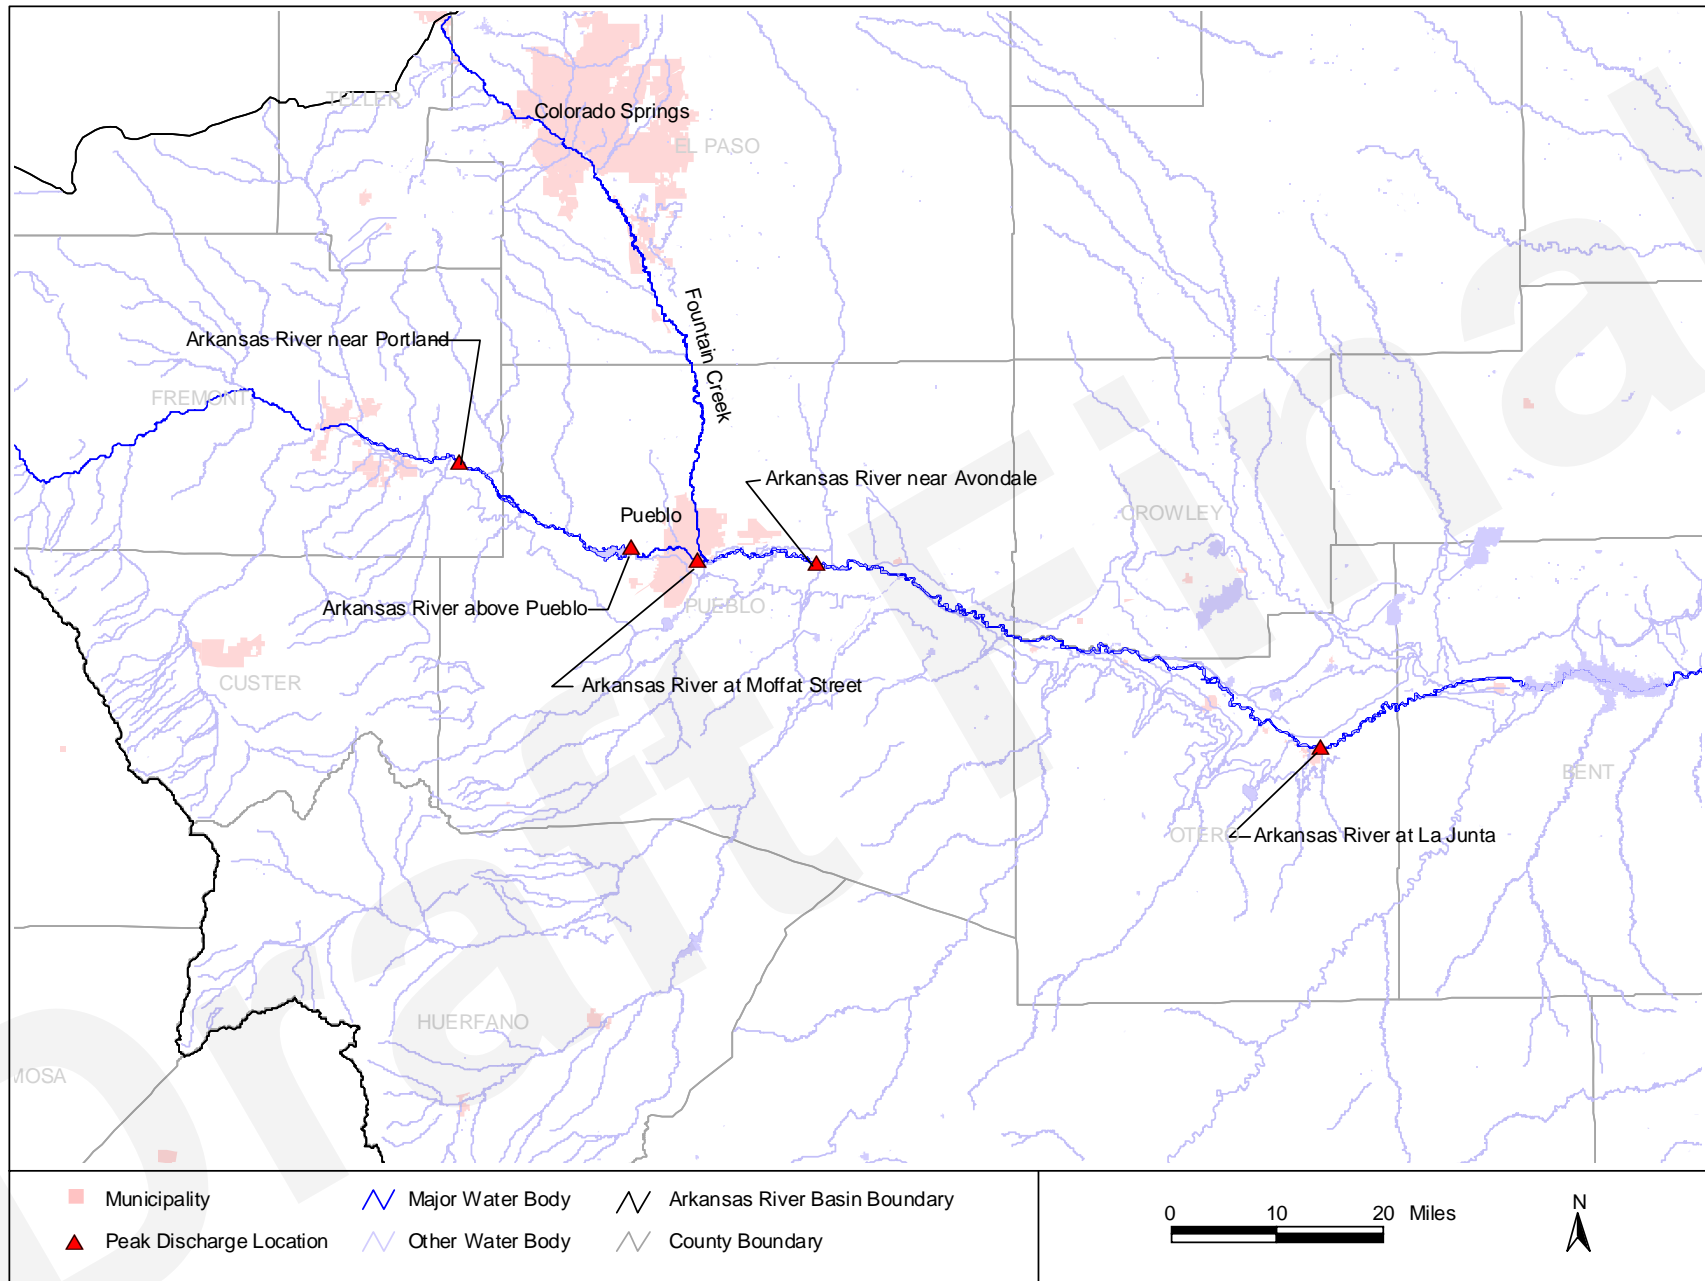 TELLER
Colorado Springs
EL PASO
Fountain Creek
Arkansas River near Portland
FREMONT
Arkansas River near Avondale
Pueblo
CROWLEY
Arkansas River above Pueblo
PUEBLO
CUSTER
Arkansas River at Moffat Street
BENT
OTERO
Arkansas River at La Junta
HUERFANO
MOSA
Draft Final
Municipality
Major Water Body
Arkansas River Basin Boundary
Peak Discharge Location
Other Water Body
County Boundary
0 10 20 Miles
N